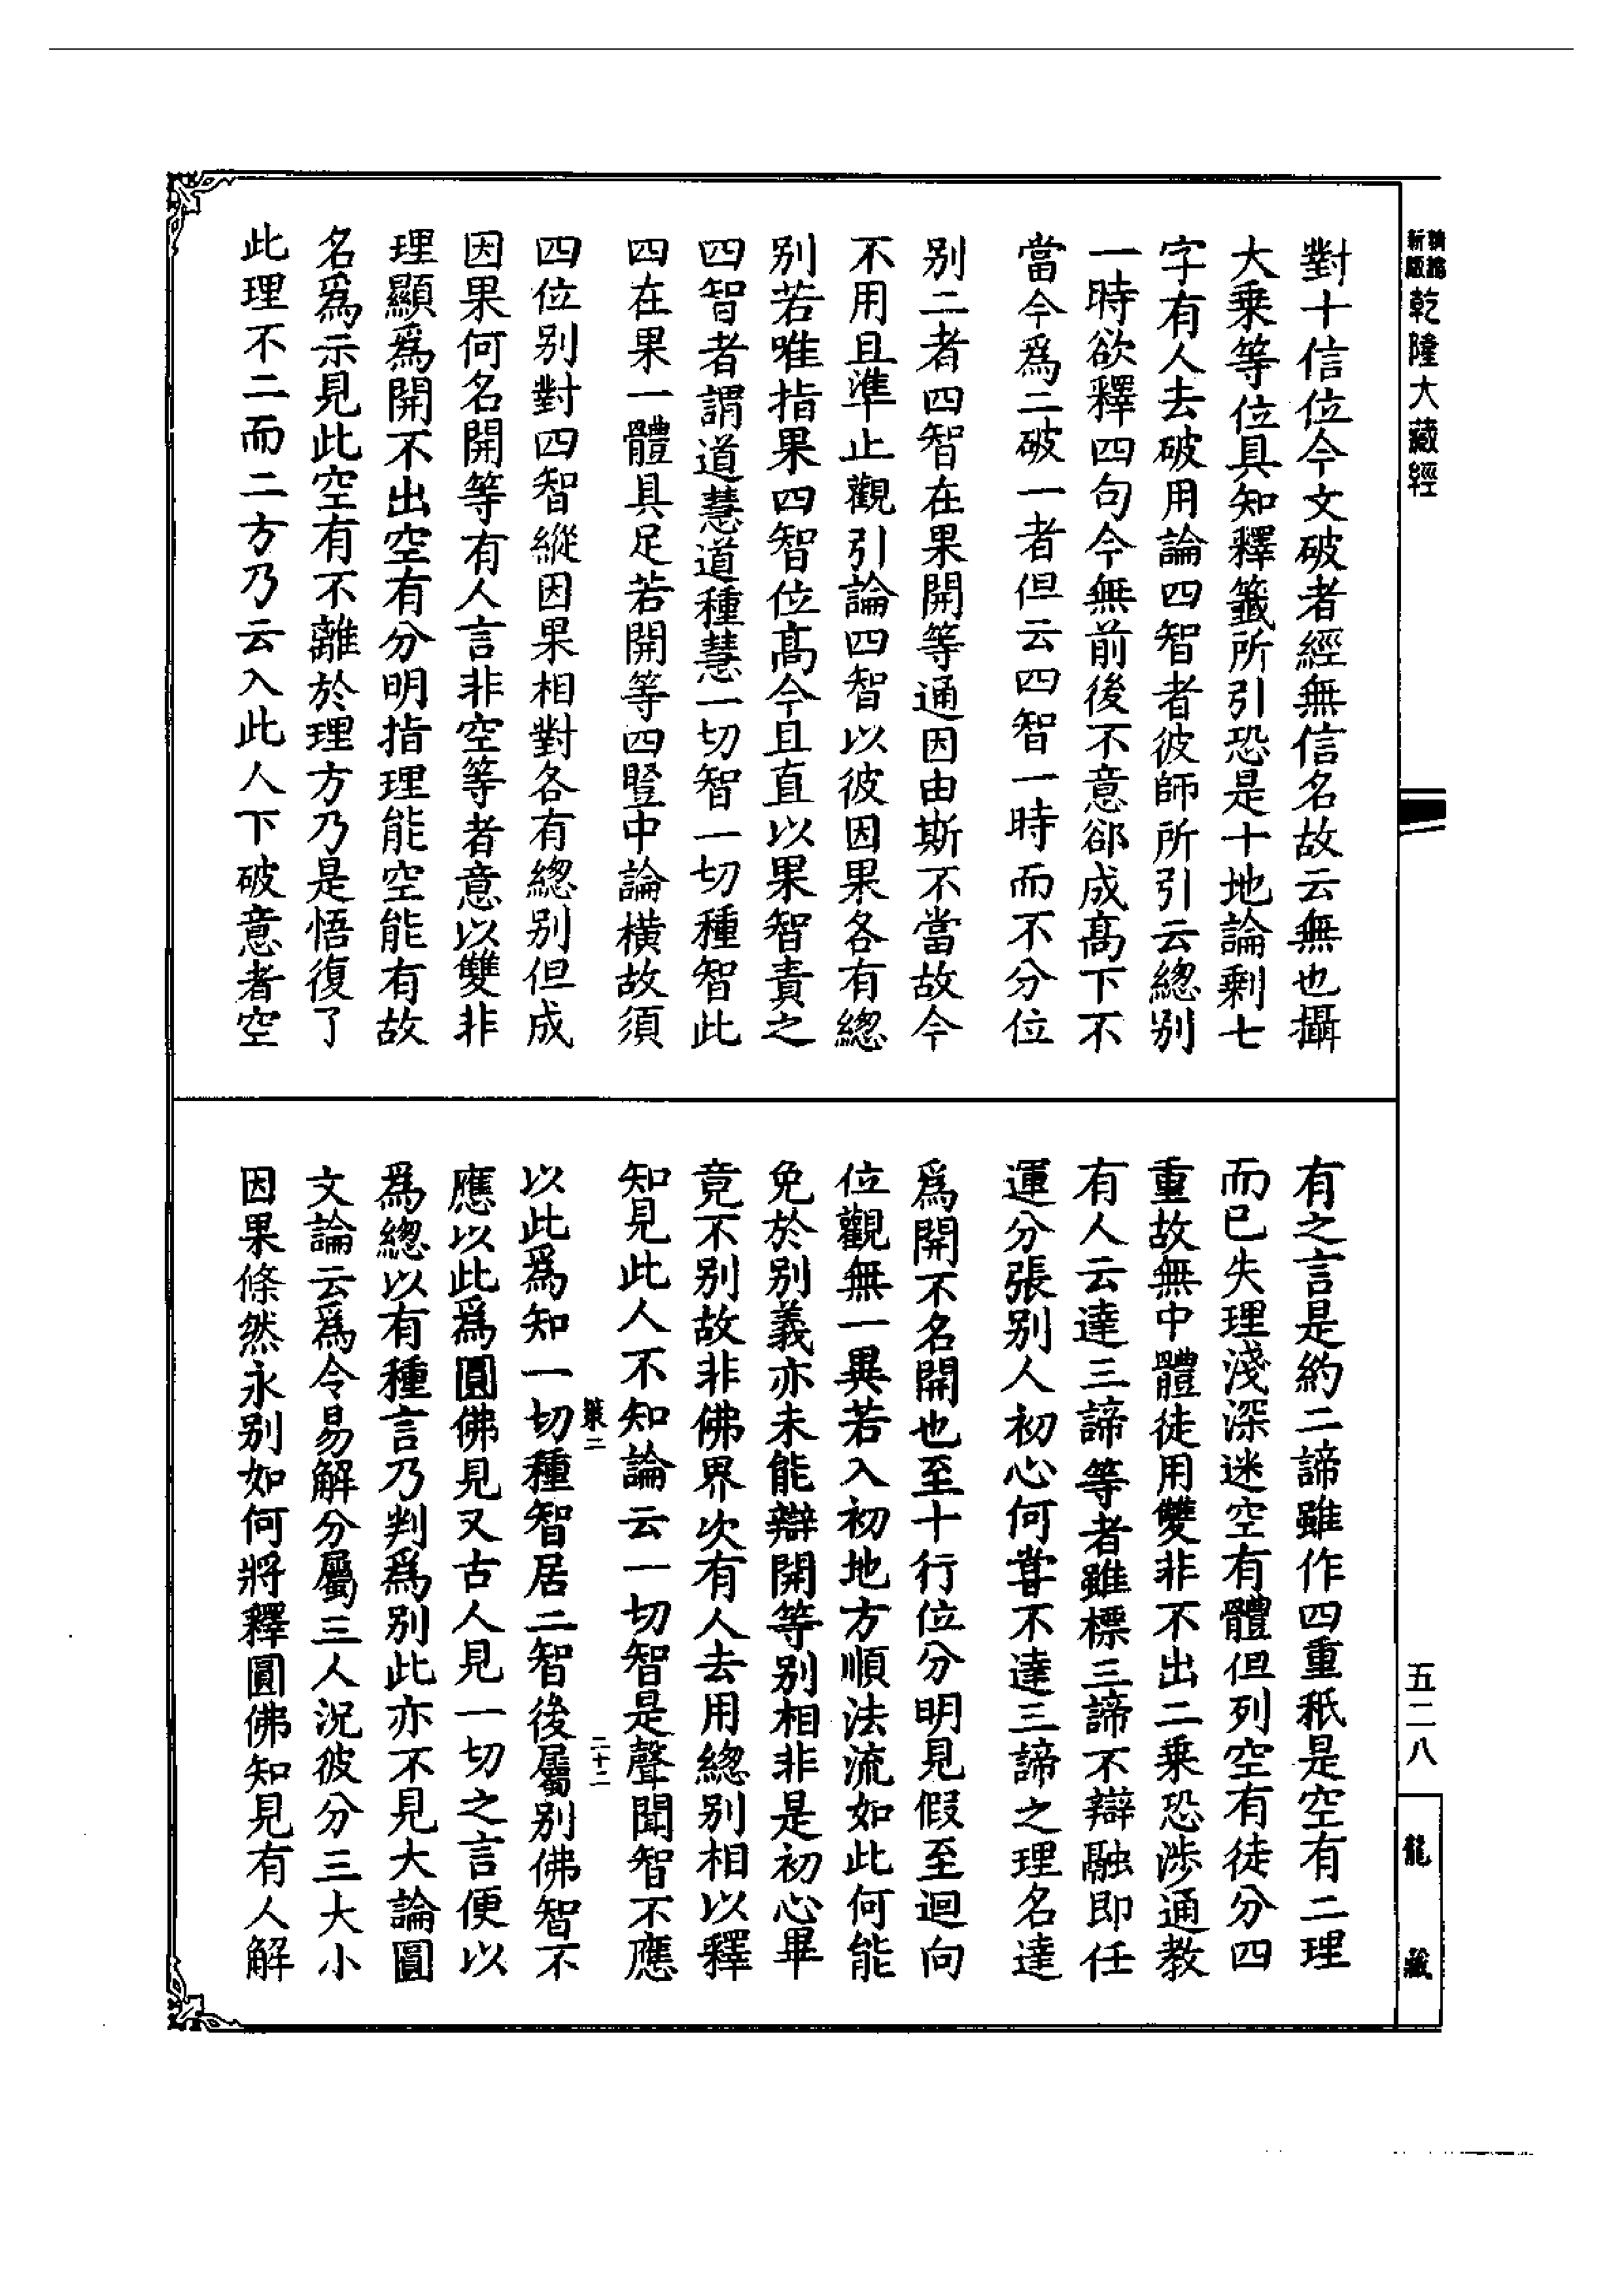 新編縮版
乾隆大藏經
對十信位今文破者經無信名故云無也攝
大乘等位具知釋籤所引恐是十地論剩七
字有人去破用論四智者彼師所引云總別
一時欲釋四句今無前後不意郤成髙下不
當今爲二破一者但云四智一時而不分位
別二者四智在果開等通因由斯不當故今
不用且準止觀引論四智以彼因果各有總
別若唯指果四智位髙今且直以果智責之
四智者謂道慧道種慧一切智一切種智此
四在果一體具足若開等四豎中論橫故須
四位別對四智縱因果相對各有總別但成
因果何名開等有人言非空等者意以雙非
理顯爲開不出空有分明指理能空能有故
名爲示見此空有不離於理方乃是悟復了
此理不二而二方乃云入此人下破意者空
有之言是約二諦雖作四重秖是空有二理
而已失理淺深迷空有體但列空有徒分四
重故無中體徒用雙非不出二乘恐涉通教
有人云達三諦等者雖標三諦不辯融即任
運分張別人初心何甞不達三諦之理名達
爲開不名開也至十行位分明見假至迴向
位觀無一異若入初地方順法流如此何能
免於別義亦未能辯開等別相非是初心畢
竟不別故非佛界次有人去用總別相以釋
知見此人不知論云一切智是聲聞智不應
策二
二十二
以此爲知一切種智居二智後屬別佛智不
應以此爲圓佛見又古人見一切之言便以
爲總以有種言乃判爲別此亦不見大論圓
文論云爲令易解分屬三人況彼分三大小
因果條然永別如何將釋圓佛知見有人解
五二八
龍藏